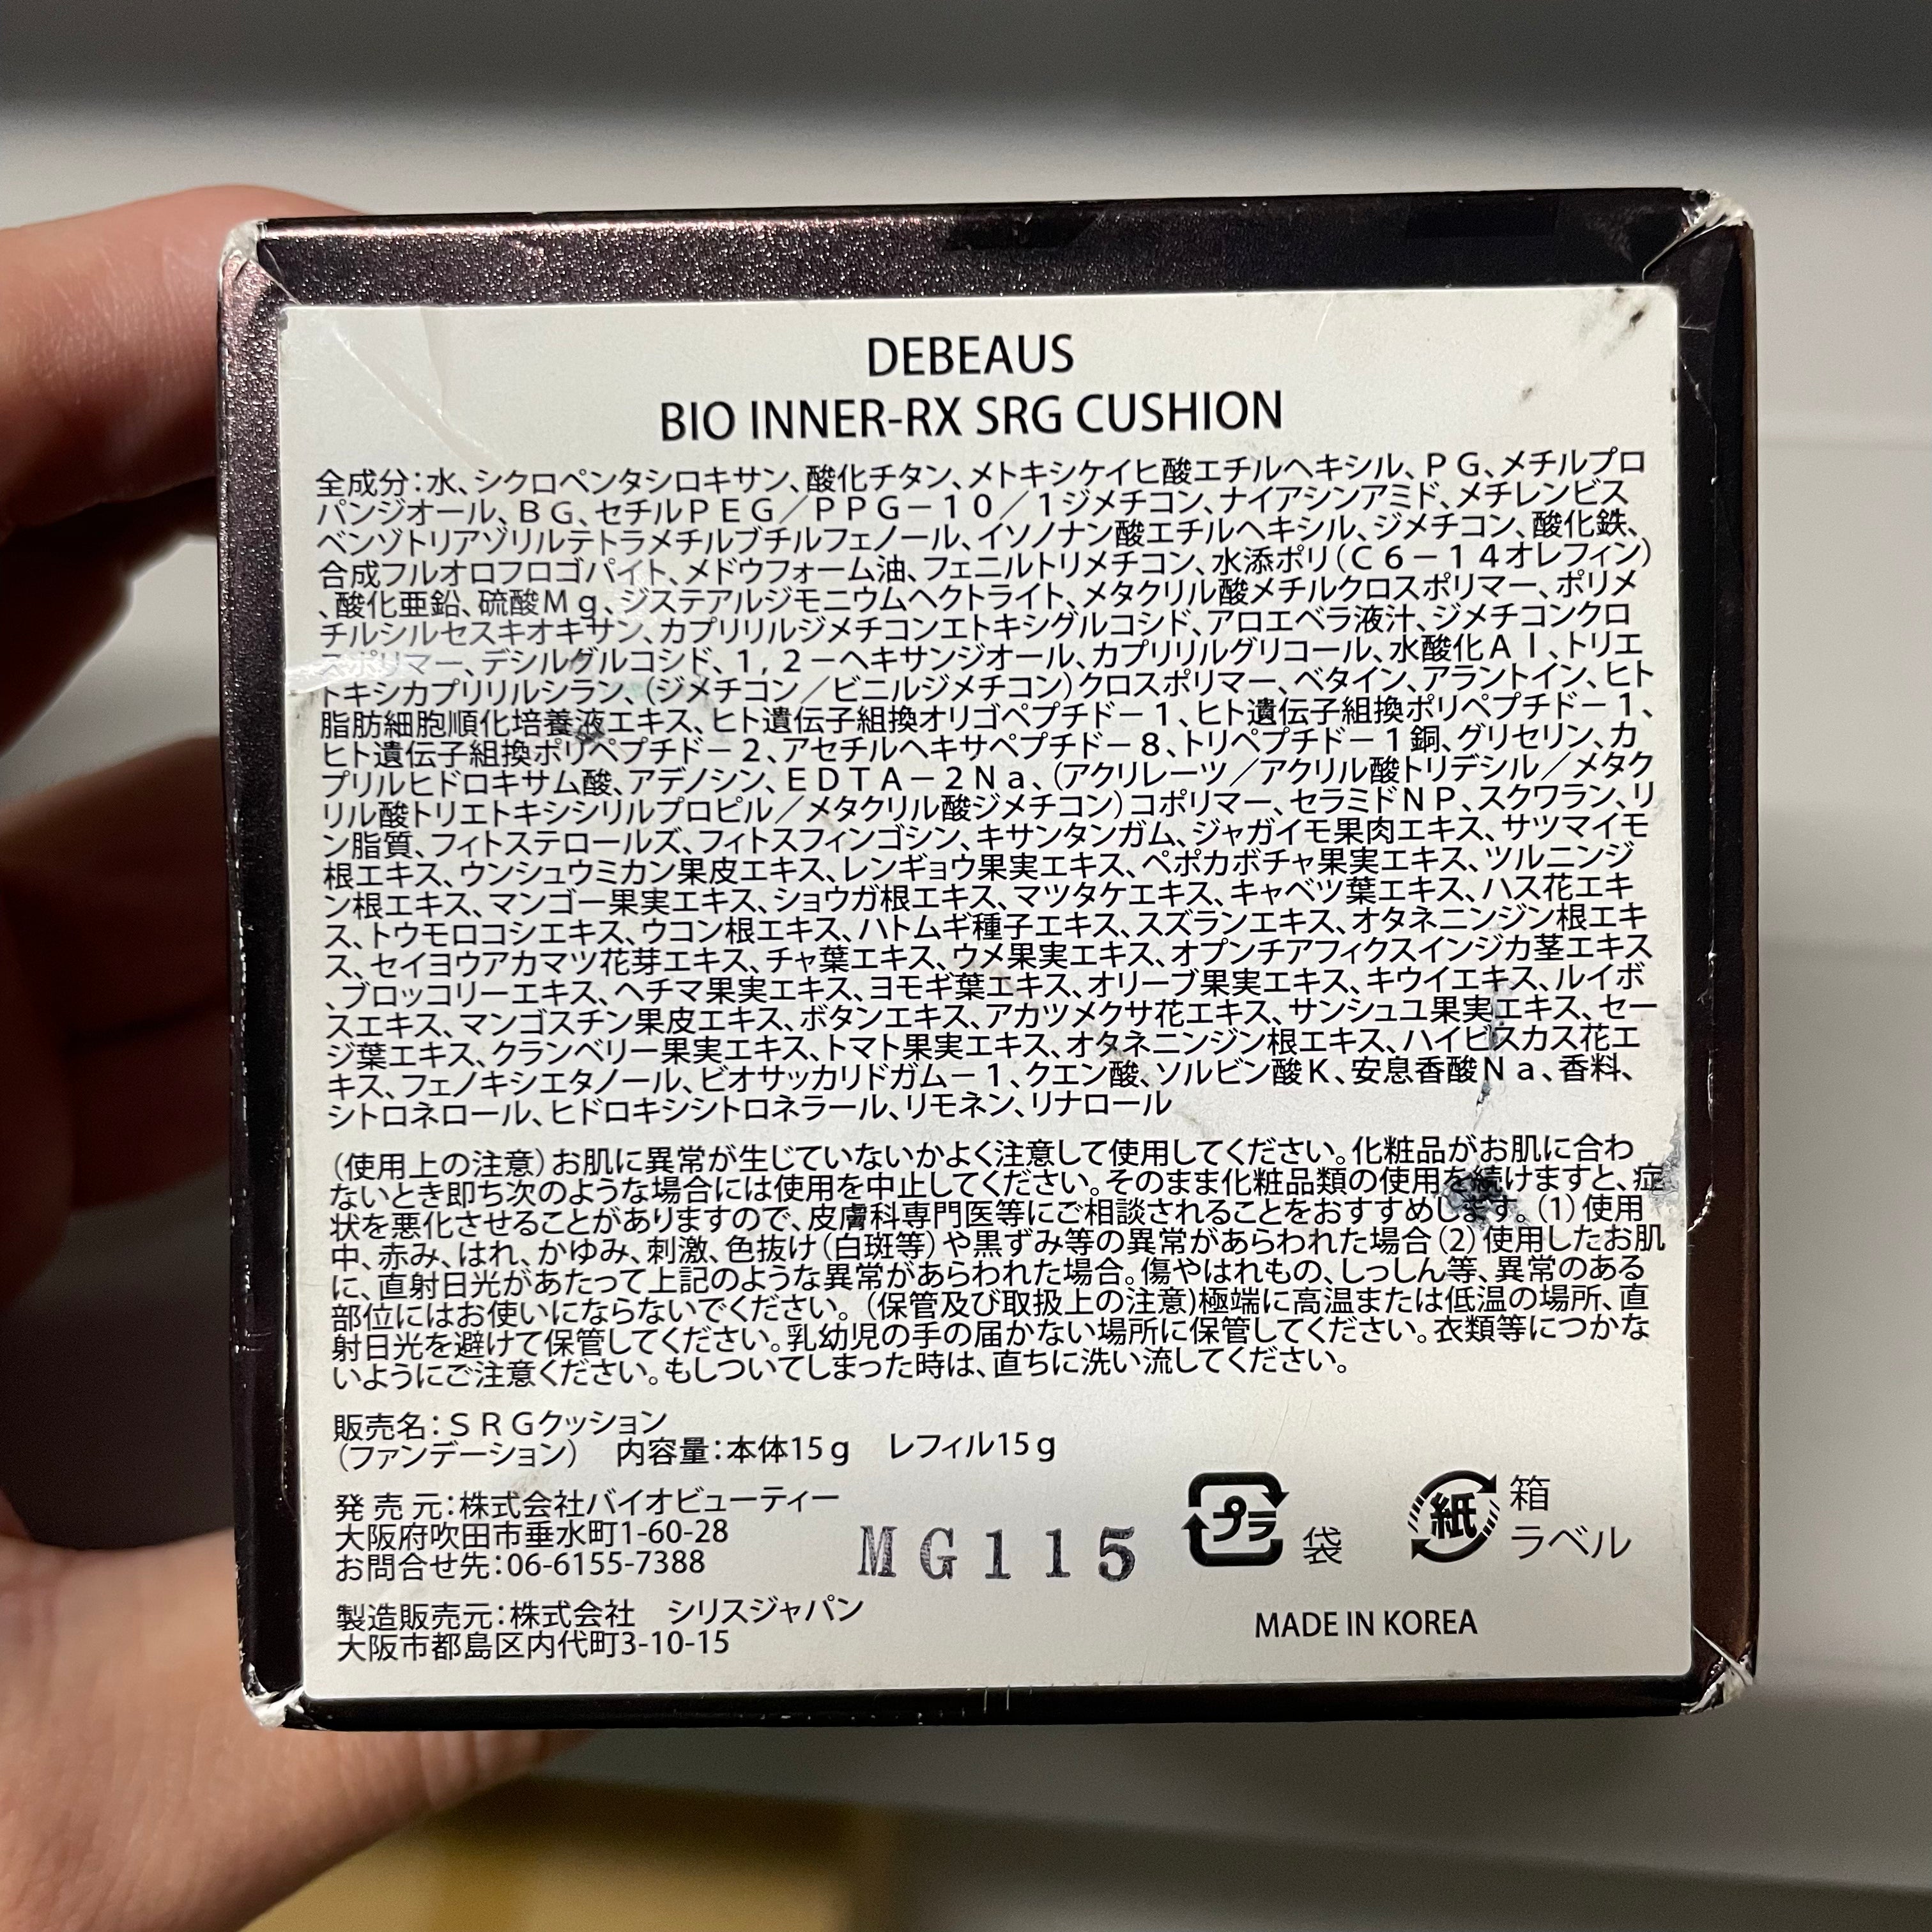 DEBEAUS
BIO INNER-RX SRG CUSHION
全成分：水、シクロペンタシロキサン、酸化チタン、メトキシケイヒ酸エチルヘキシル、ＰＧ、メチルプロ
パンジオール、ＢＧ、セチルＰＥＧ／ＰＰＧ－１０／１ジメチコン、ナイアシンアミド、メチレンビス
ベンゾトリアゾリルテトラメチルブチルフェノール、イソノナン酸エチルヘキシル、ジメチコン、酸化鉄、
合成フルオロフロゴパイト、メドウフォーム油、フェニルトリメチコン、水添ポリ（Ｃ６－１４オレフィン）
、酸化亜鉛、硫酸Ｍｇ、ジステアルジモニウムヘクトライト、メタクリル酸メチルクロスポリマー、ポリメ
チルシルセスキオキサン、カプリリルジメチコンエトキシグルコシド、アロエベラ液汁、ジメチコンクロ
スポリマー、デシルグルコシド、１，２－ヘキサンジオール、カプリリルグリコール、水酸化Ａｌ、トリエ
トキシカプリリルシラン、（ジメチコン／ビニルジメチコン）クロスポリマー、ベタイン、アラントイン、ヒト
脂肪細胞順化培養液エキス、ヒト遺伝子組換オリゴペプチド－１、ヒト遺伝子組換ポリペプチド－１、
ヒト遺伝子組換ポリペプチド－２、アセチルヘキサペプチド－８、トリペプチド－１銅、グリセリン、カ
プリルヒドロキサム酸、アデノシン、ＥＤＴＡ－２Ｎａ、（アクリレーツ／アクリル酸トリデシル／メタク
リル酸トリエトキシシリルプロピル／メタクリル酸ジメチコン）コポリマー、セラミドＮＰ、スクワラン、リ
ン脂質、フィトステロールズ、フィトスフィンゴシン、キサンタンガム、ジャガイモ果肉エキス、サツマイモ
根エキス、ウンシュウミカン果皮エキス、レンギョウ果実エキス、ペポカボチャ果実エキス、ツルニンジ
ン根エキス、マンゴー果実エキス、ショウガ根エキス、マツタケエキス、キャベツ葉エキス、ハス花エキ
ス、トウモロコシエキス、ウコン根エキス、ハトムギ種子エキス、スズランエキス、オタネニンジン根エキ
ス、セイヨウアカマツ花芽エキス、チャ葉エキス、ウメ果実エキス、オプンチアフィクスインジカ茎エキス
、ブロッコリーエキス、ヘチマ果実エキス、ヨモギ葉エキス、オリーブ果実エキス、キウイエキス、ルイボ
スエキス、マンゴスチン果皮エキス、ボタンエキス、アカツメクサ花エキス、サンシュユ果実エキス、セー
ジ葉エキス、クランベリー果実エキス、トマト果実エキス、オタネニンジン根エキス、ハイビスカス花エ
キス、フェノキシエタノール、ビオサッカリドガム－１、クエン酸、ソルビン酸Ｋ、安息香酸Ｎａ、香料、
シトロネロール、ヒドロキシシトロネラール、リモネン、リナロール
（使用上の注意）お肌に異常が生じていないかよく注意して使用してください。化粧品がお肌に合わ
ないとき即ち次のような場合には使用を中止してください。そのまま化粧品類の使用を続けますと、症
状を悪化させることがありますので、皮膚科専門医等にご相談されることをおすすめします。（1）使用
中、赤み、はれ、かゆみ、刺激、色抜け（白斑等）や黒ずみ等の異常があらわれた場合（2）使用したお肌
に、直射日光があたって上記のような異常があらわれた場合。傷やはれもの、しっしん等、異常のある
部位にはお使いにならないでください。（保管及び取扱上の注意)極端に高温または低温の場所、直
射日光を避けて保管してください。乳幼児の手の届かない場所に保管してください。衣類等につかな
いようにご注意ください。もしついてしまった時は、直ちに洗い流してください。
販売名：ＳＲＧクッション
（ファンデーション）　内容量：本体15ｇ　レフィル15ｇ
発 売 元：株式会社バイオビューティー
大阪府吹田市垂水町1-60-28
お問合せ先：06-6155-7388
MG115
プラ
袋
紙
箱
ラベル
製造販売元：株式会社　シリスジャパン
大阪市都島区内代町3-10-15
MADE IN KOREA